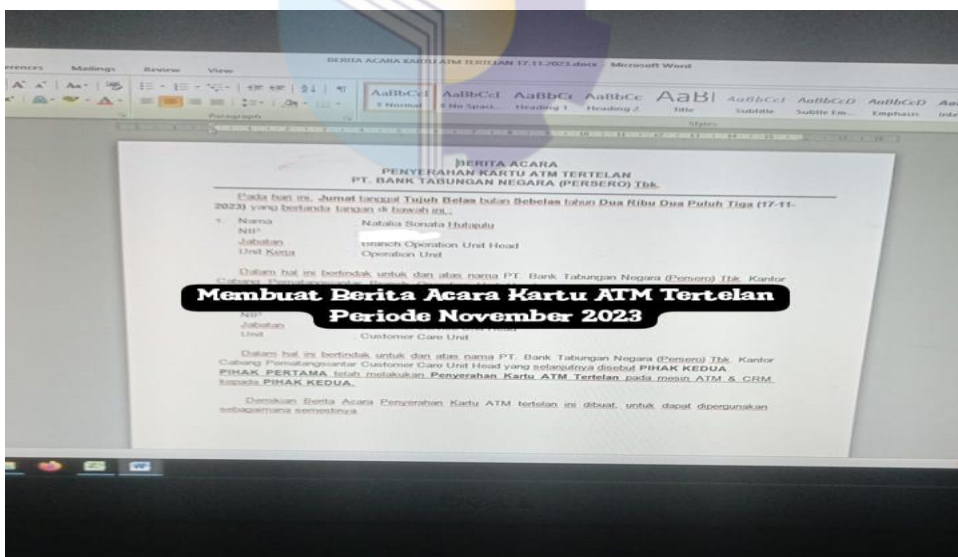 BERITA ACARA KARTU ATM TERTELAN 17.11.2023.docx - Microsoft Word
Mailings Review View
AaBbCcI AaBbCcI AaBbCc AaBbCc AaBl AaBbCcI AaBbCcD AaBbCcD
Normal No Spaci... Heading 1 Heading 2 Title Subtitle Subtle Em... Emphasis
Paragraph Styles
BERITA ACARA
PENYERAHAN KARTU ATM TERTELAN
PT. BANK TABUNGAN NEGARA (PERSERO) Tbk.
Pada hari ini, Jumat tanggal Tujuh Belas bulan Sebelas tahun Dua Ribu Dua Puluh Tiga (17-11-
2023) yang bertanda tangan di bawah ini :
1. Nama Natalia Sonata Hutajulu
NIP
Jabatan Branch Operation Unit Head
Unit Kerja Operation Unit
Dalam hal ini bertindak untuk dan atas nama PT. Bank Tabungan Negara (Persero) Tbk. Kantor
Membuat Berita Acara Kartu ATM Tertelan
Periode November 2023
NIP
Jabatan
Unit Customer Care Unit
Dalam hal ini bertindak untuk dan atas nama PT. Bank Tabungan Negara (Persero) Tbk. Kantor
Cabang Pematangsiantar Customer Care Unit Head yang selanjutnya disebut PIHAK KEDUA.
PIHAK PERTAMA telah melakukan Penyerahan Kartu ATM Tertelan pada mesin ATM & CRM
kepada PIHAK KEDUA.
Demikian Berita Acara Penyerahan Kartu ATM tertelan ini dibuat, untuk dapat dipergunakan
sebagaimana semestinya.